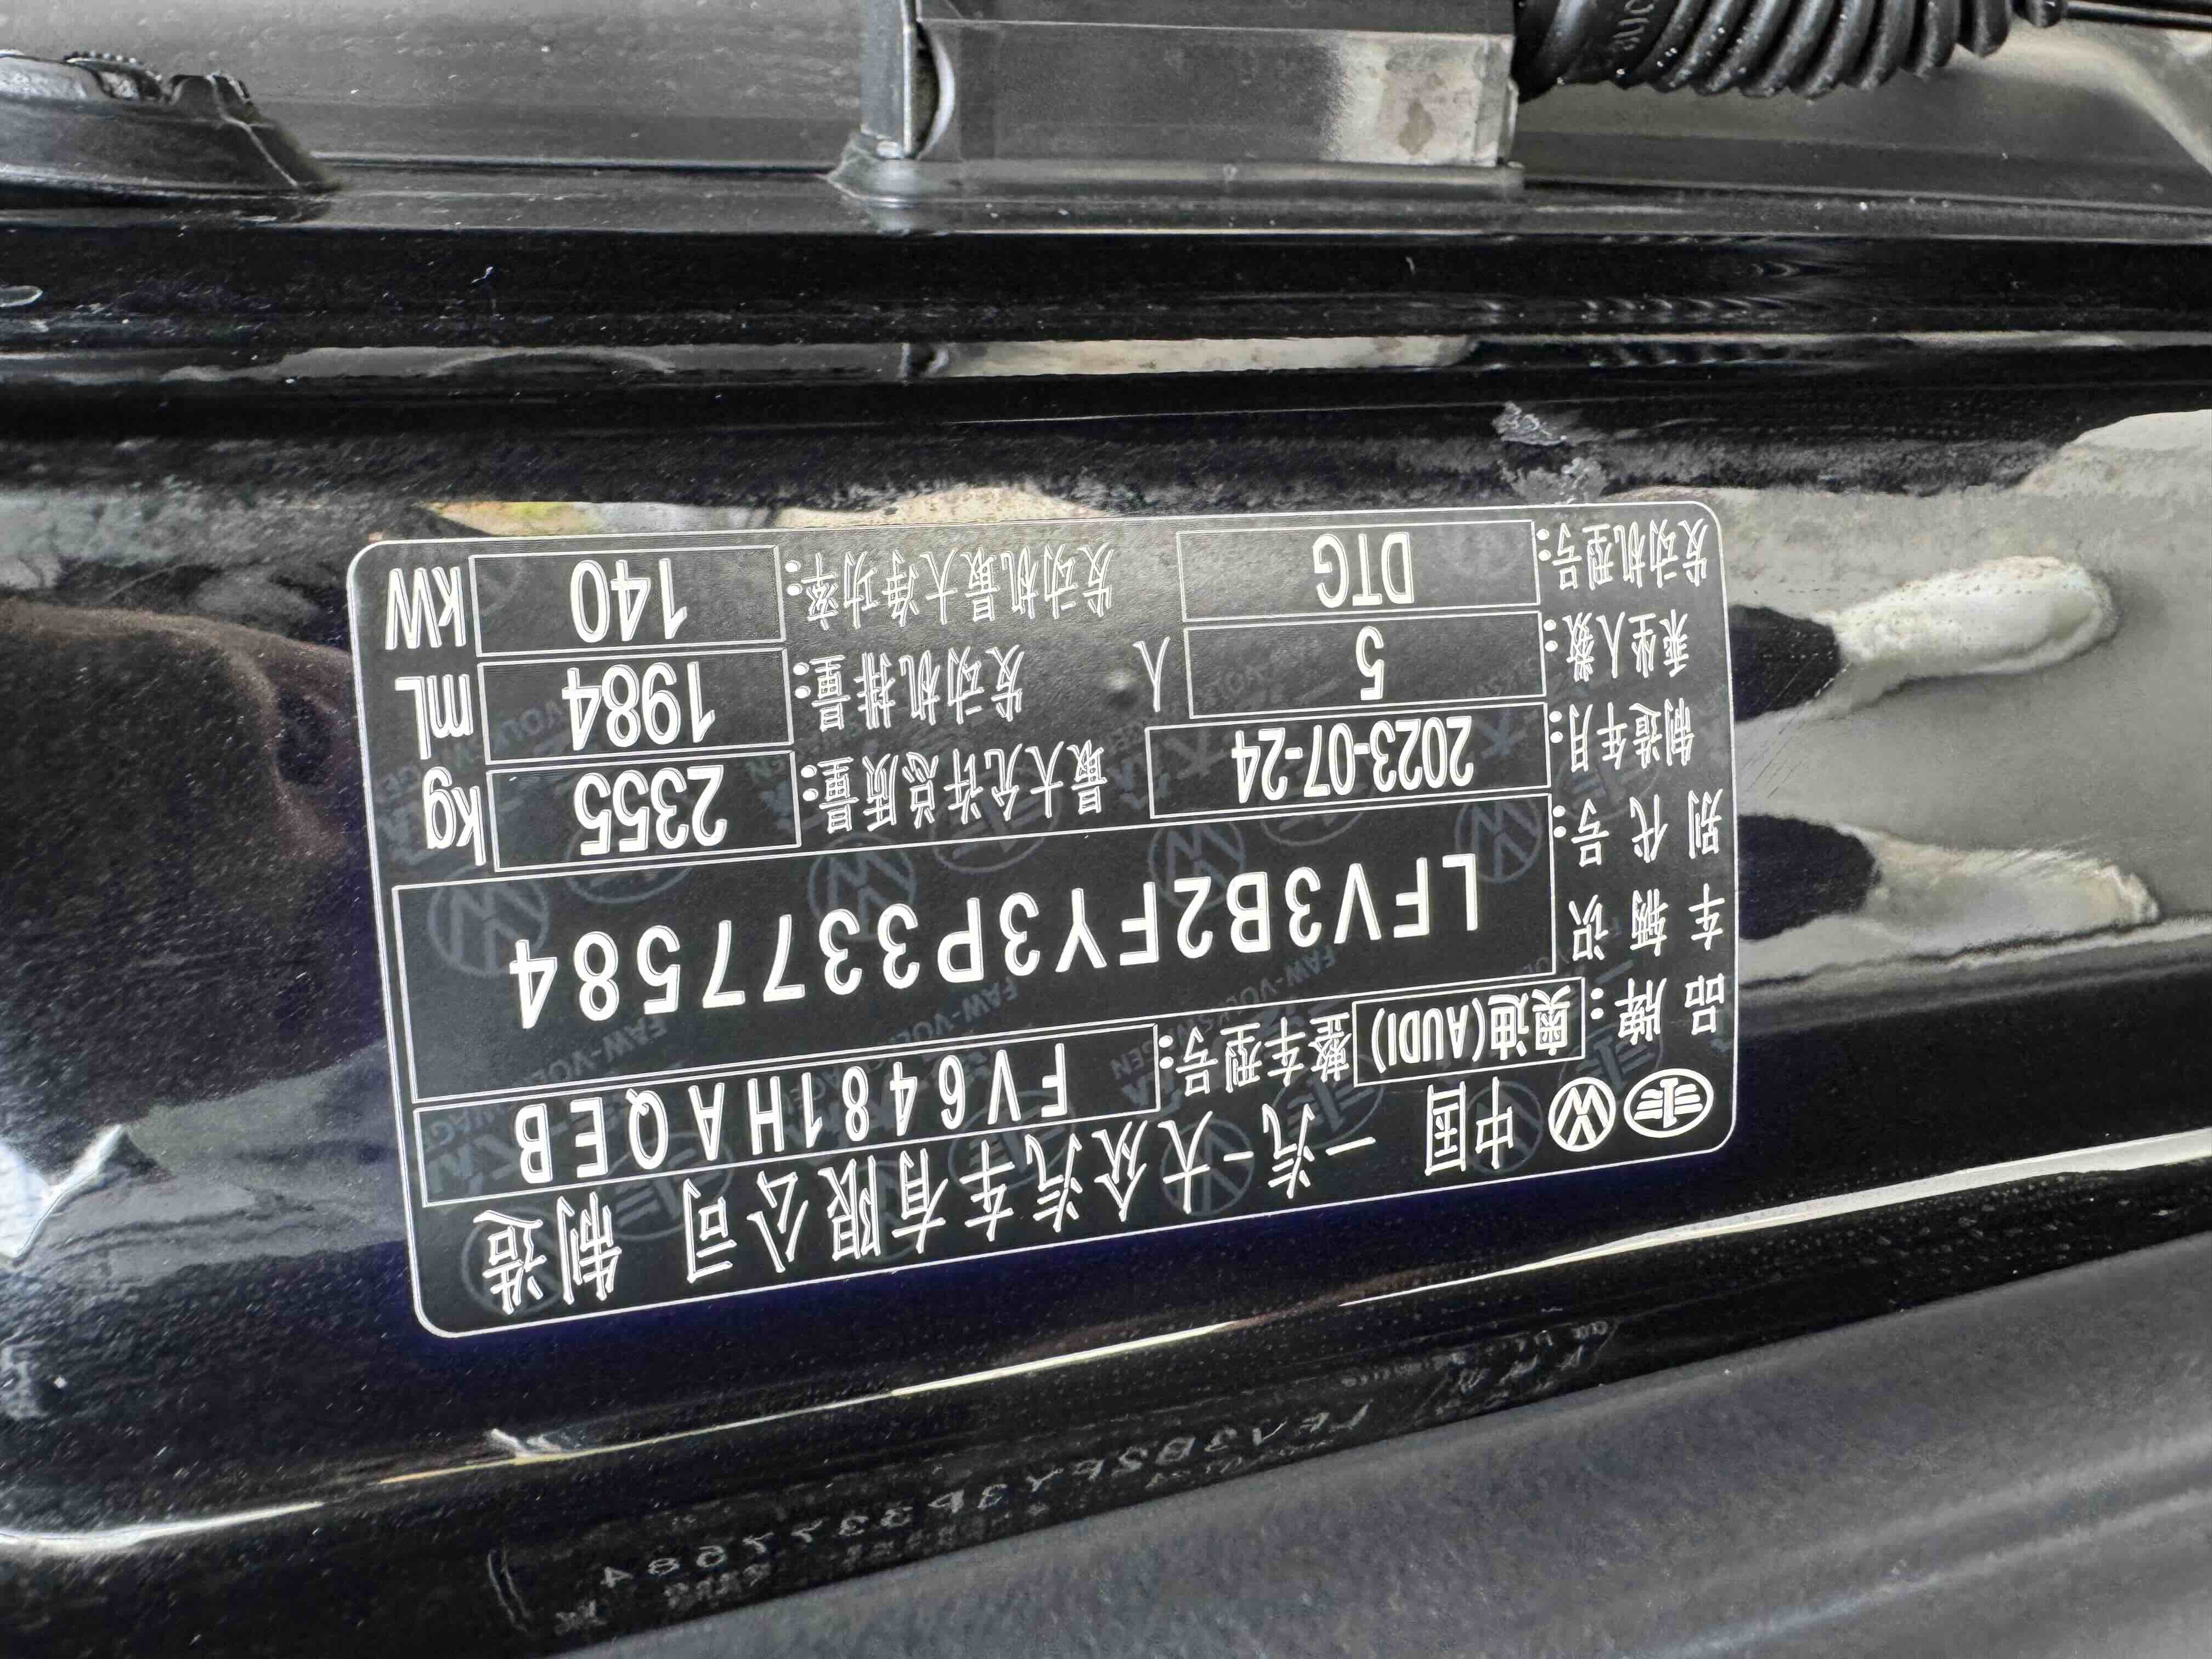 中国 一汽-大众汽车有限公司 制造
品牌: 奥迪(AUDI) 整车型号: FV6481HAQEB
车辆识别代号: LFV3B2FY3P3377584
制造年月: 2023-07-24 最大允许总质量: 2355 kg
乘坐人数: 5 人 发动机排量: 1984 mL
发动机型号: DTG 发动机最大净功率: 140 kW